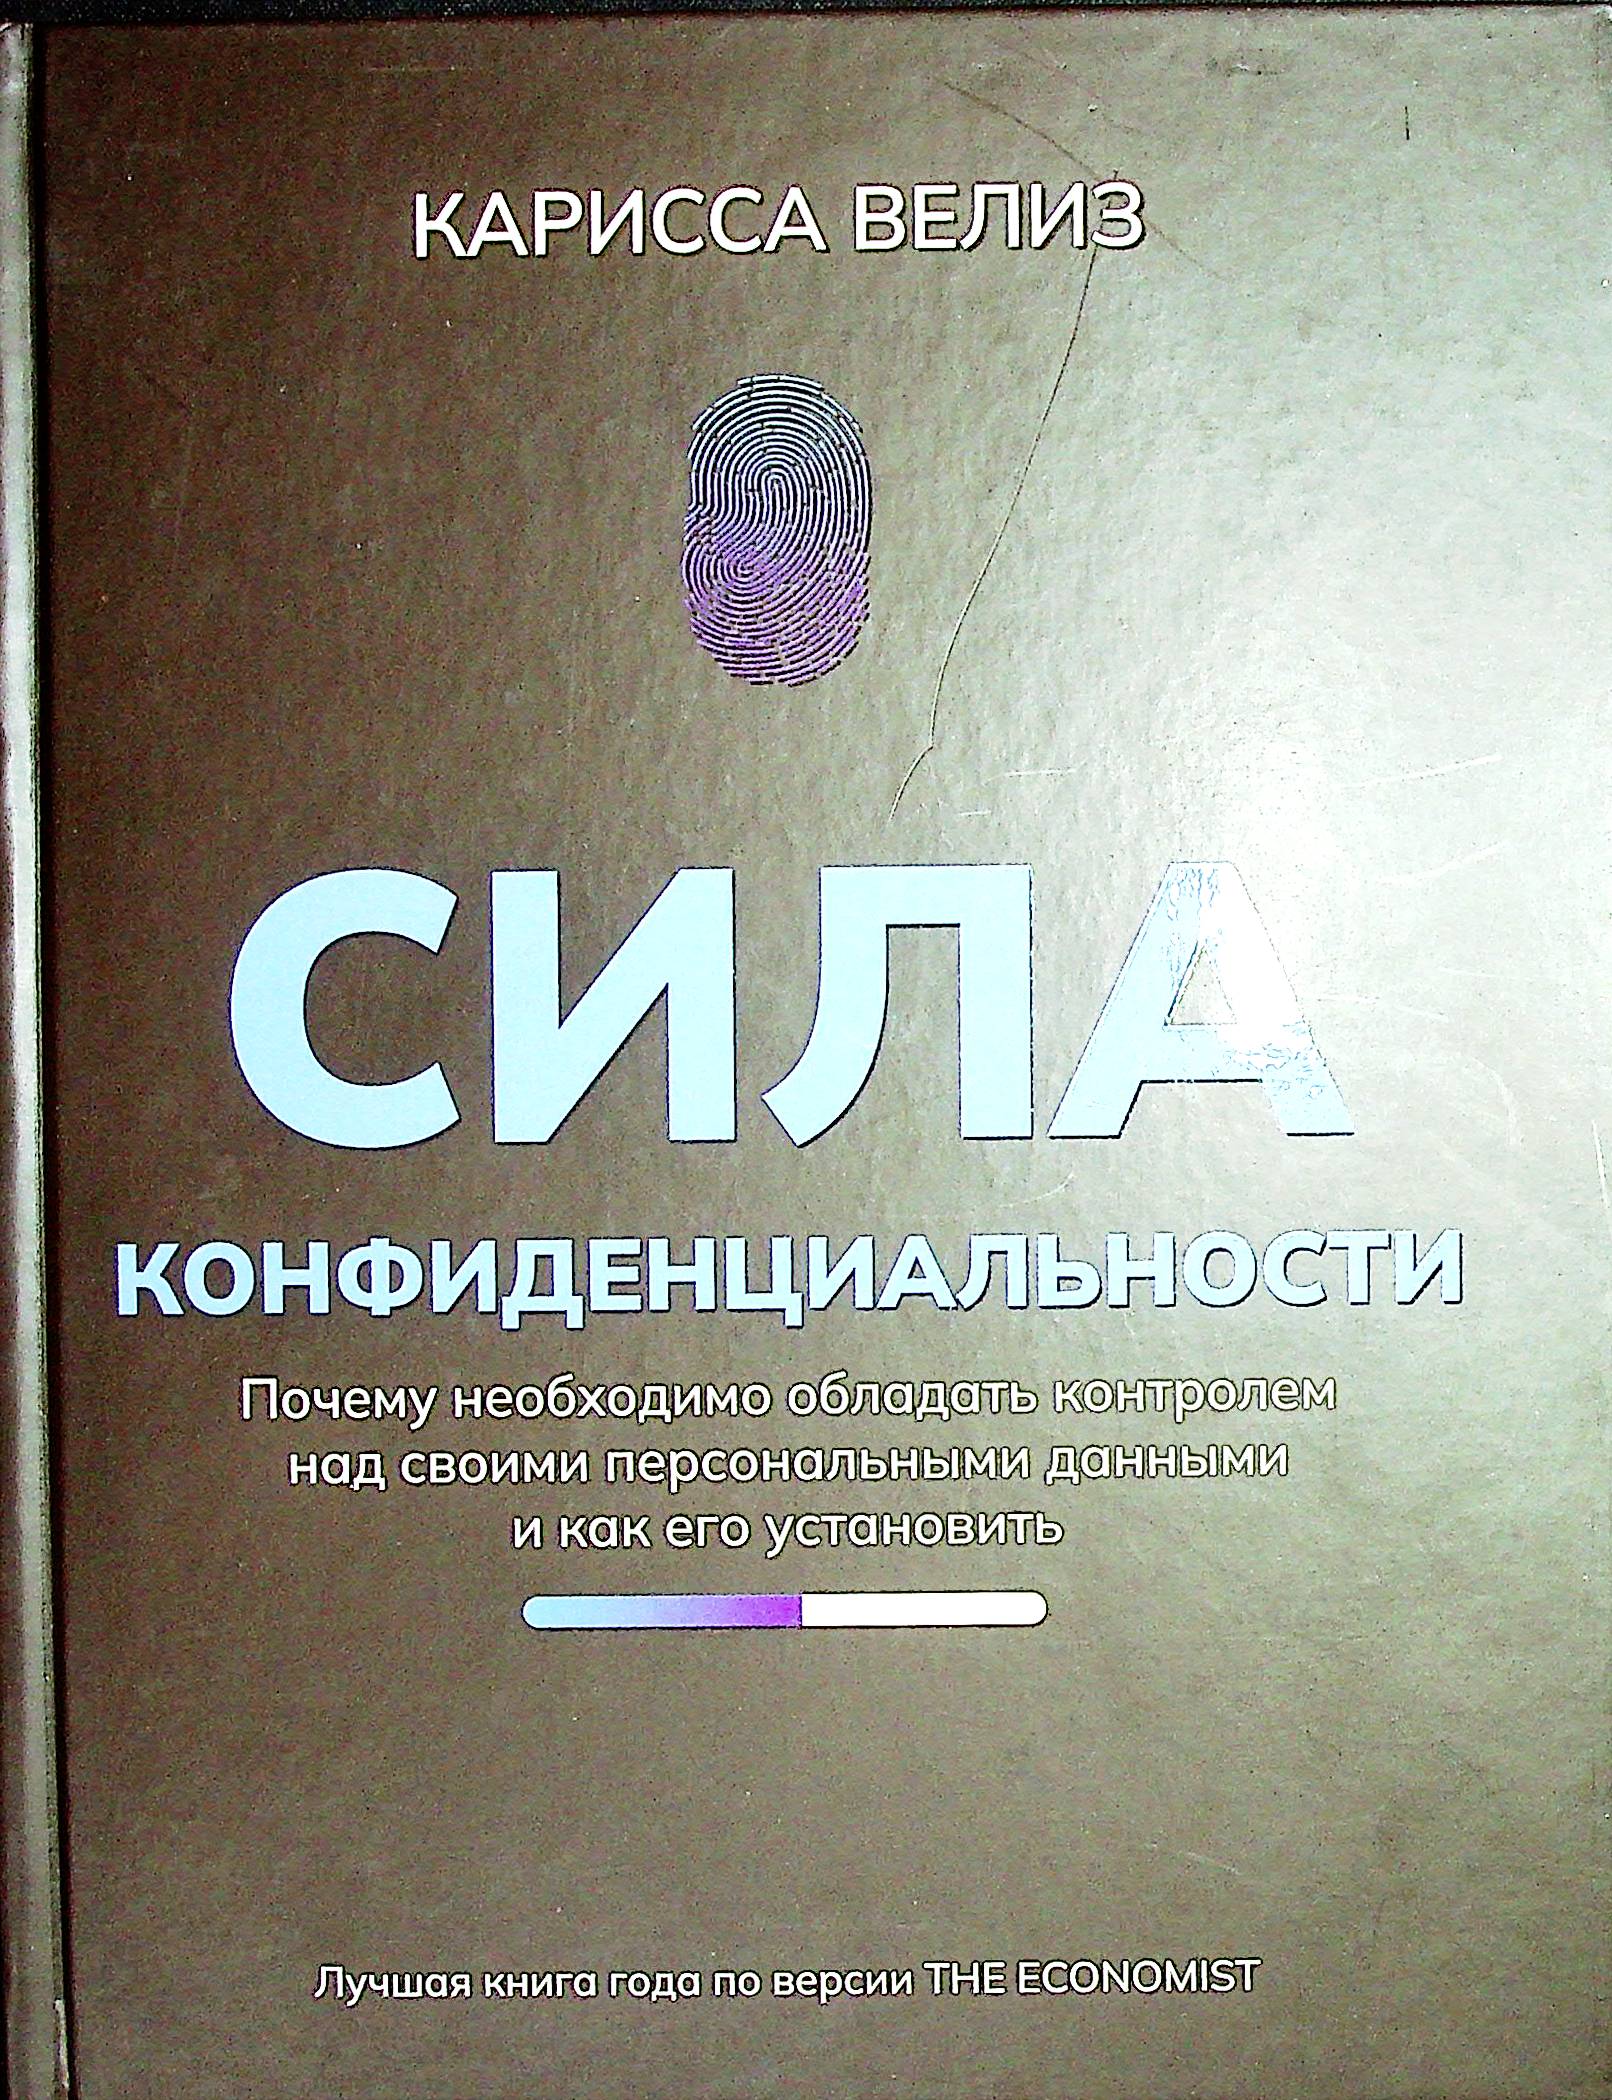 КАРИССА ВЕЛИЗ
СИЛА
КОНФИДЕНЦИАЛЬНОСТИ
Почему необходимо обладать контролем
над своими персональными данными
и как его установить
Лучшая книга года по версии THE ECONOMIST